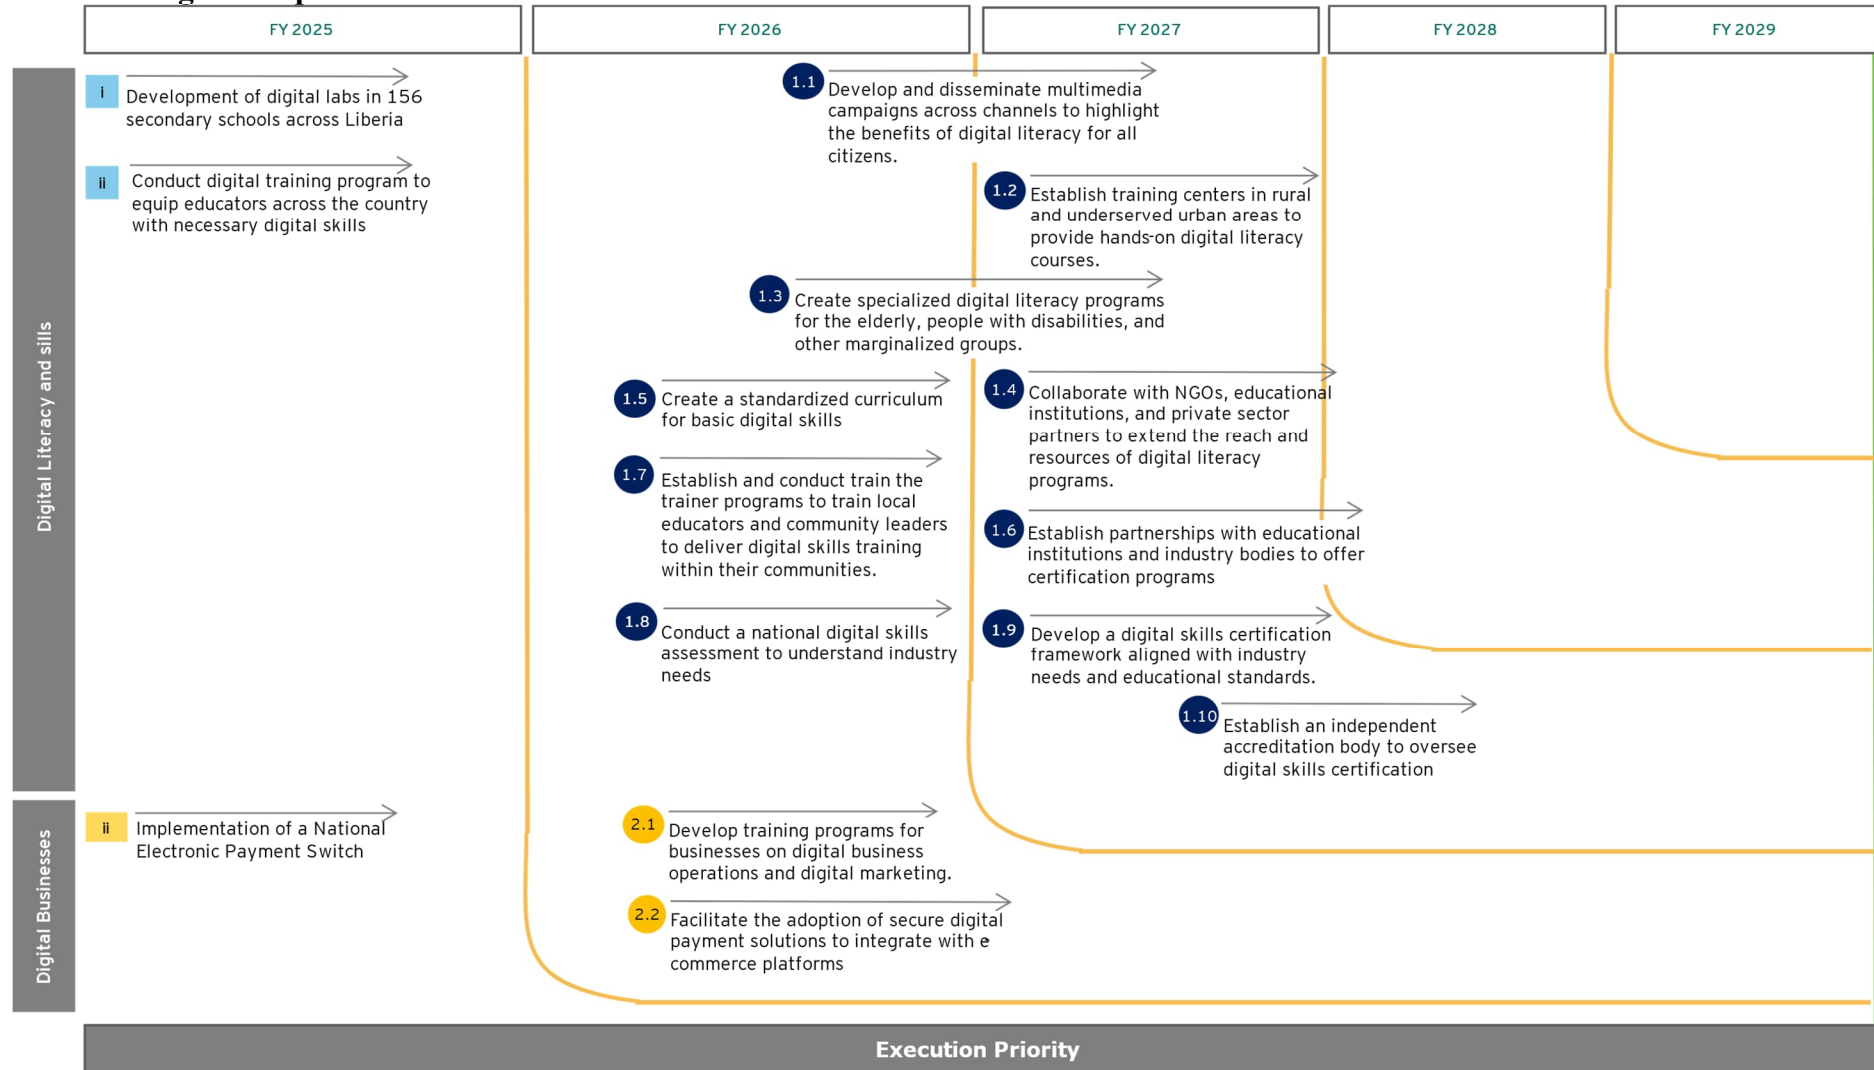 FY 2025
FY 2026
FY 2027
FY 2028
FY 2029
Digital Literacy and sills
i
Development of digital labs in 156
secondary schools across Liberia
ii
Conduct digital training program to
equip educators across the country
with necessary digital skills
1.1
Develop and disseminate multimedia
campaigns across channels to highlight
the benefits of digital literacy for all
citizens.
1.2
Establish training centers in rural
and underserved urban areas to
provide hands-on digital literacy
courses.
1.3
Create specialized digital literacy programs
for the elderly, people with disabilities, and
other marginalized groups.
1.5
Create a standardized curriculum
for basic digital skills
1.4
Collaborate with NGOs, educational
institutions, and private sector
partners to extend the reach and
resources of digital literacy
programs.
1.7
Establish and conduct train the
trainer programs to train local
educators and community leaders
to deliver digital skills training
within their communities.
1.6
Establish partnerships with educational
institutions and industry bodies to offer
certification programs
1.8
Conduct a national digital skills
assessment to understand industry
needs
1.9
Develop a digital skills certification
framework aligned with industry
needs and educational standards.
1.10
Establish an independent
accreditation body to oversee
digital skills certification
Digital Businesses
ii
Implementation of a National
Electronic Payment Switch
2.1
Develop training programs for
businesses on digital business
operations and digital marketing.
2.2
Facilitate the adoption of secure digital
payment solutions to integrate with e
commerce platforms
Execution Priority